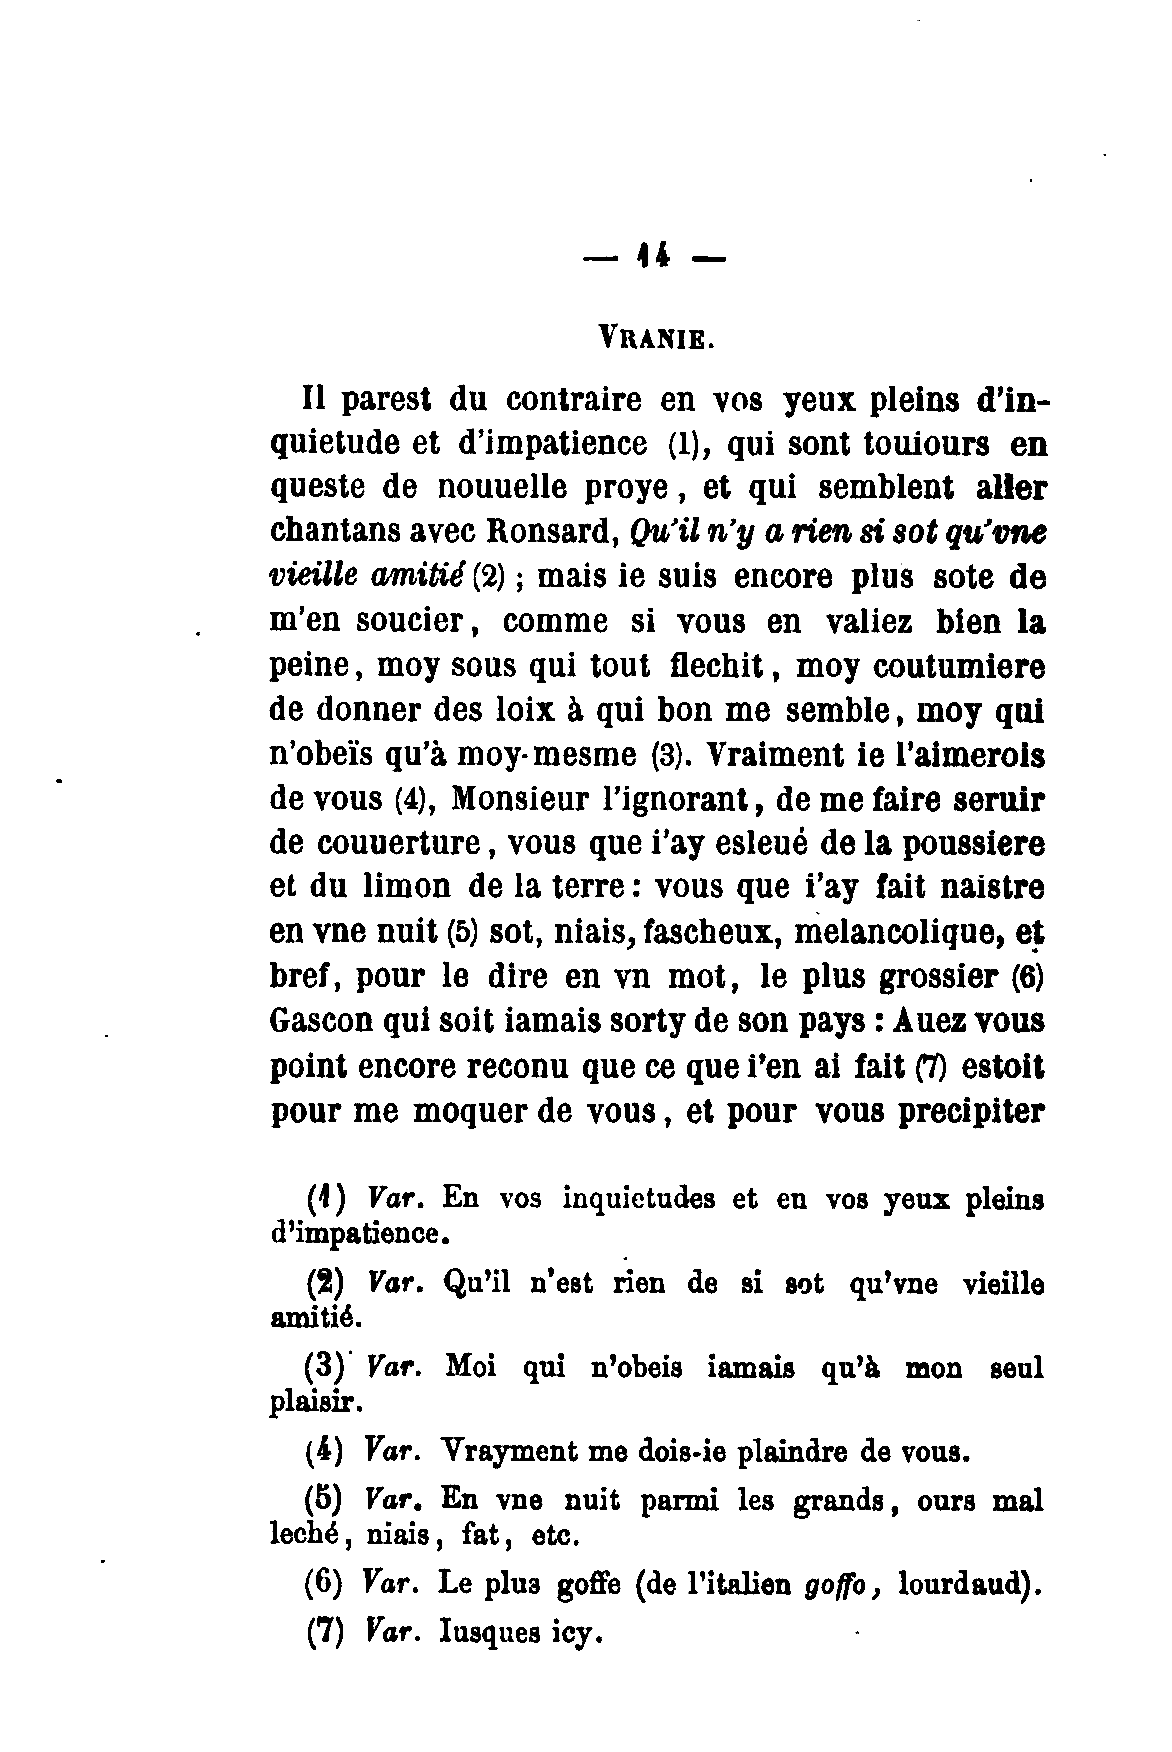 — 14 —
VRANIE.
Il parest du contraire en vos yeux pleins d'in-
quietude et d'impatience (1), qui sont touiours en
queste de nouuelle proye, et qui semblent aller
chantans avec Ronsard, Qu'il n'y a rien si sot qu'vne
vieille amitié (2) ; mais ie suis encore plus sote de
m'en soucier, comme si vous en valiez bien la
peine, moy sous qui tout flechit, moy coutumiere
de donner des loix à qui bon me semble, moy qui
n'obeïs qu'à moy-mesme (3). Vraiment ie l'aimerois
de vous (4), Monsieur l'ignorant, de me faire seruir
de couuerture, vous que i'ay esleué de la poussiere
et du limon de la terre : vous que i'ay fait naistre
en vne nuit (5) sot, niais, fascheux, melancolique, et
bref, pour le dire en vn mot, le plus grossier (6)
Gascon qui soit iamais sorty de son pays : Auez vous
point encore reconu que ce que i'en ai fait (7) estoit
pour me moquer de vous, et pour vous precipiter
(1) Var. En vos inquietudes et en vos yeux pleins
d'impatience.
(2) Var. Qu'il n'est rien de si sot qu'vne vieille
amitié.
(3) Var. Moi qui n'obeis iamais qu'à mon seul
plaisir.
(4) Var. Vrayment me dois-ie plaindre de vous.
(5) Var. En vne nuit parmi les grands, ours mal
leché, niais, fat, etc.
(6) Var. Le plus goffe (de l'italien goffo, lourdaud).
(7) Var. Iusques icy.